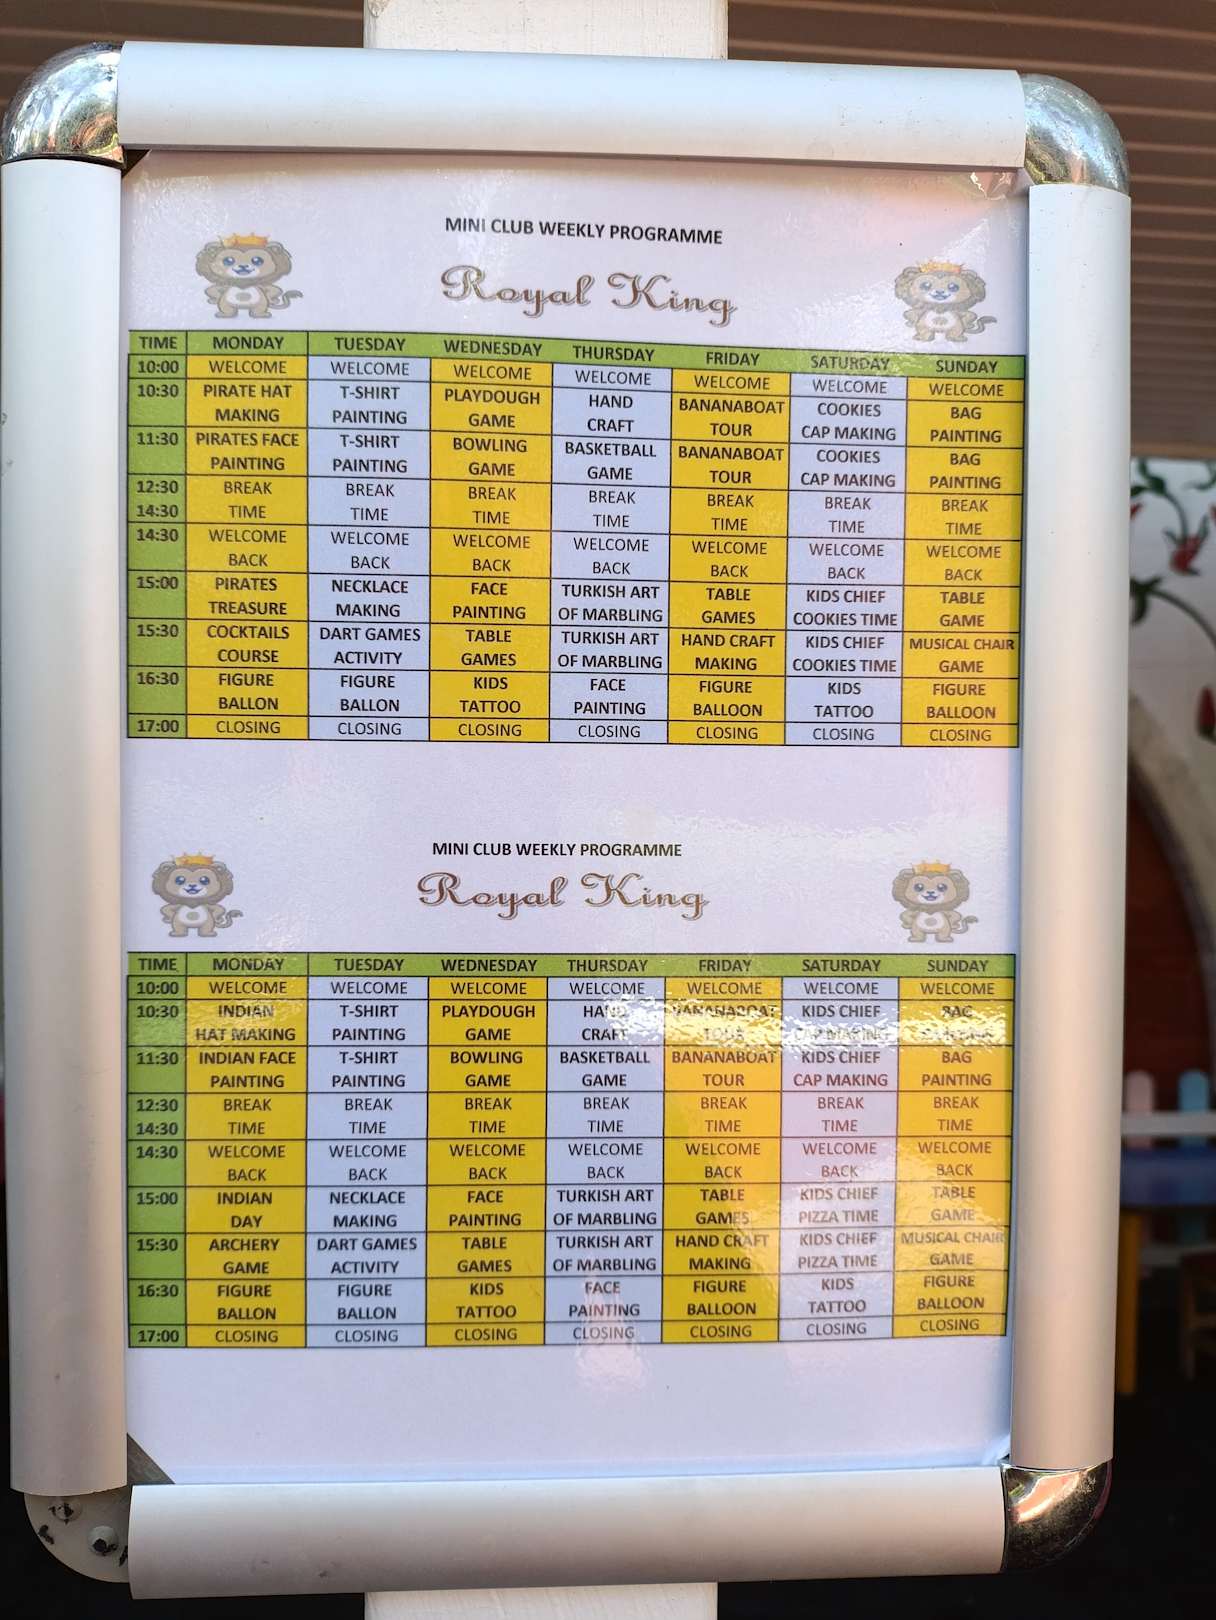 MINI CLUB WEEKLY PROGRAMME
Royal King
TIME MONDAY TUESDAY WEDNESDAY THURSDAY FRIDAY SATURDAY SUNDAY
10:00 WELCOME WELCOME WELCOME WELCOME WELCOME WELCOME WELCOME
10:30 PIRATE HAT T-SHIRT PLAYDOUGH HAND BANANABOAT COOKIES BAG
MAKING PAINTING GAME CRAFT TOUR CAP MAKING PAINTING
11:30 PIRATES FACE T-SHIRT BOWLING BASKETBALL BANANABOAT COOKIES BAG
PAINTING PAINTING GAME GAME TOUR CAP MAKING PAINTING
12:30 BREAK BREAK BREAK BREAK BREAK BREAK BREAK
14:30 TIME TIME TIME TIME TIME TIME TIME
14:30 WELCOME WELCOME WELCOME WELCOME WELCOME WELCOME WELCOME
BACK BACK BACK BACK BACK BACK BACK
15:00 PIRATES NECKLACE FACE TURKISH ART TABLE KIDS CHIEF TABLE
TREASURE MAKING PAINTING OF MARBLING GAMES COOKIES TIME GAME
15:30 COCKTAILS DART GAMES TABLE TURKISH ART HAND CRAFT KIDS CHIEF MUSICAL CHAIR
COURSE ACTIVITY GAMES OF MARBLING MAKING COOKIES TIME GAME
16:30 FIGURE FIGURE KIDS FACE FIGURE KIDS FIGURE
BALLON BALLON TATTOO PAINTING BALLOON TATTOO BALLOON
17:00 CLOSING CLOSING CLOSING CLOSING CLOSING CLOSING CLOSING
MINI CLUB WEEKLY PROGRAMME
Royal King
TIME MONDAY TUESDAY WEDNESDAY THURSDAY FRIDAY SATURDAY SUNDAY
10:00 WELCOME WELCOME WELCOME WELCOME WELCOME WELCOME WELCOME
10:30 INDIAN T-SHIRT PLAYDOUGH HAND BANANABOAT KIDS CHIEF BAG
HAT MAKING PAINTING GAME CRAFT TOUR CAP MAKING
11:30 INDIAN FACE T-SHIRT BOWLING BASKETBALL BANANABOAT KIDS CHIEF BAG
PAINTING PAINTING GAME GAME TOUR CAP MAKING PAINTING
12:30 BREAK BREAK BREAK BREAK BREAK BREAK BREAK
14:30 TIME TIME TIME TIME TIME TIME TIME
14:30 WELCOME WELCOME WELCOME WELCOME WELCOME WELCOME WELCOME
BACK BACK BACK BACK BACK BACK BACK
15:00 INDIAN NECKLACE FACE TURKISH ART TABLE KIDS CHIEF TABLE
DAY MAKING PAINTING OF MARBLING GAMES PIZZA TIME GAME
15:30 ARCHERY DART GAMES TABLE TURKISH ART HAND CRAFT KIDS CHIEF MUSICAL CHAIR
GAME ACTIVITY GAMES OF MARBLING MAKING PIZZA TIME GAME
16:30 FIGURE FIGURE KIDS FACE FIGURE KIDS FIGURE
BALLON BALLON TATTOO PAINTING BALLOON TATTOO BALLOON
17:00 CLOSING CLOSING CLOSING CLOSING CLOSING CLOSING CLOSING